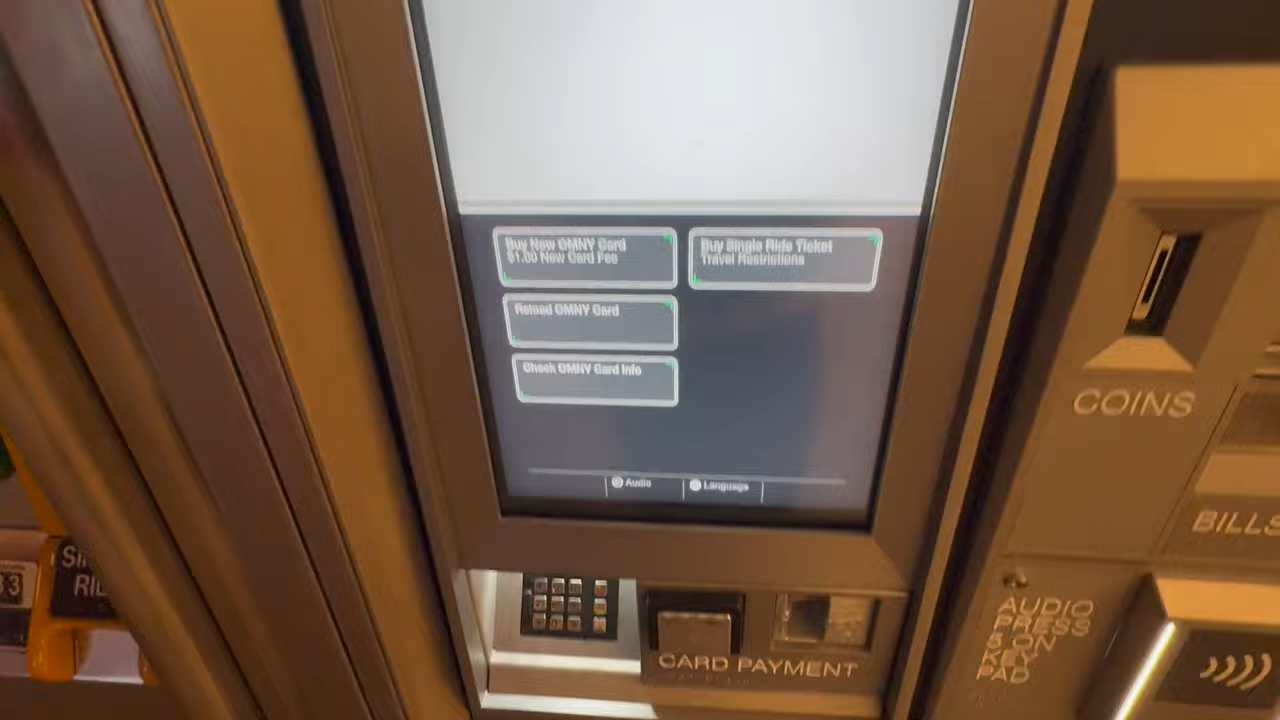 Buy New OMNY Card
$1.00 New Card Fee
Buy Single Ride Ticket
Travel Restrictions
Reload OMNY Card
Check OMNY Card Info
Audio
Language
COINS
BILLS
CARD PAYMENT
AUDIO
PRESS
5 ON
KEY
PAD